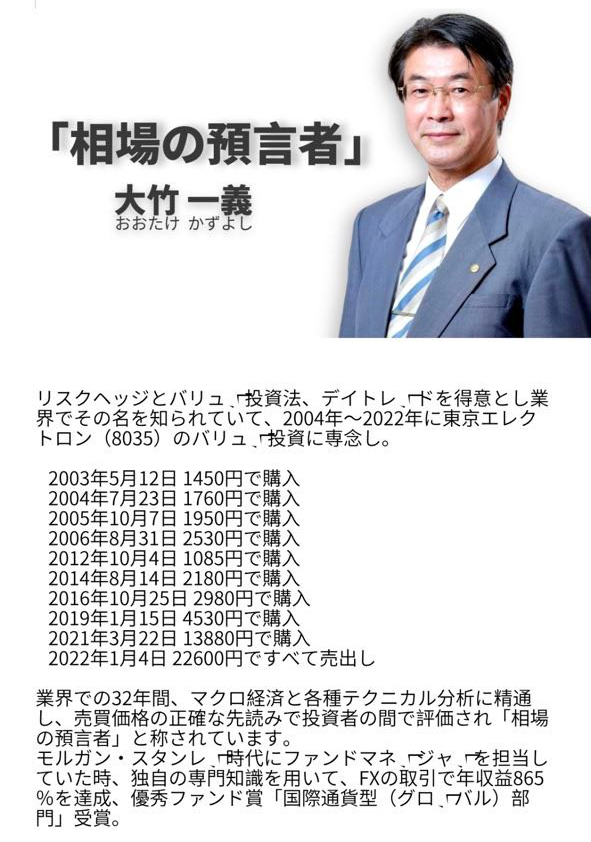 「相場の預言者」
大竹 一義
おおたけ かずよし
リスクヘッジとバリュー投資法、デイトレードを得意とし業
界でその名を知られていて、2004年～2022年に東京エレク
トロン（8035）のバリュー投資に専念し。
2003年5月12日 1450円で購入
2004年7月23日 1760円で購入
2005年10月7日 1950円で購入
2006年8月31日 2530円で購入
2012年10月4日 1085円で購入
2014年8月14日 2180円で購入
2016年10月25日 2980円で購入
2019年1月15日 4530円で購入
2021年3月22日 13880円で購入
2022年1月4日 22600円ですべて売出し
業界での32年間、マクロ経済と各種テクニカル分析に精通
し、売買価格の正確な先読みで投資者の間で評価され「相場
の預言者」と称されています。
モルガン・スタンレー時代にファンドマネージャーを担当し
ていた時、独自の専門知識を用いて、FXの取引で年収益865
％を達成、優秀ファンド賞「国際通貨型（グローバル）部
門」受賞。